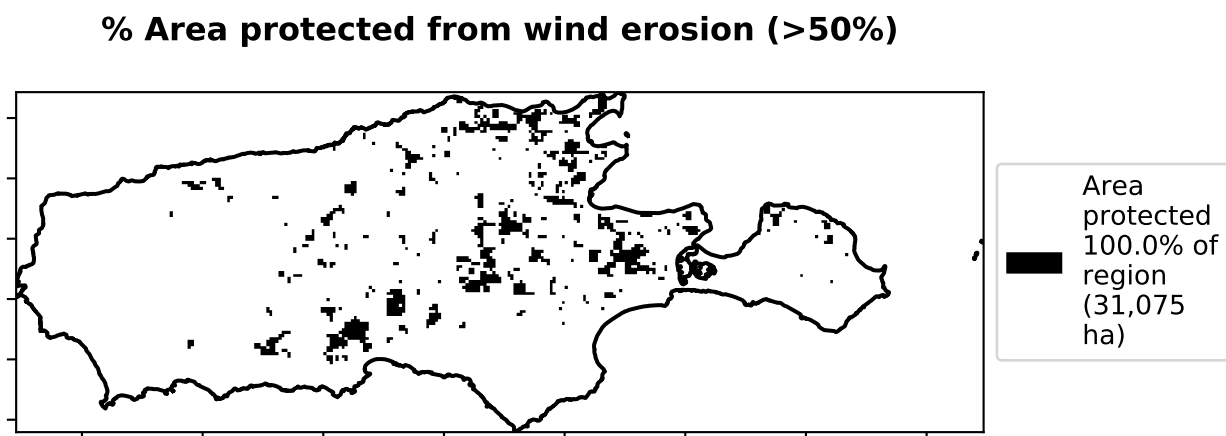 % Area protected from wind erosion (>50%)
Area
protected
100.0% of
region
(31,075
ha)